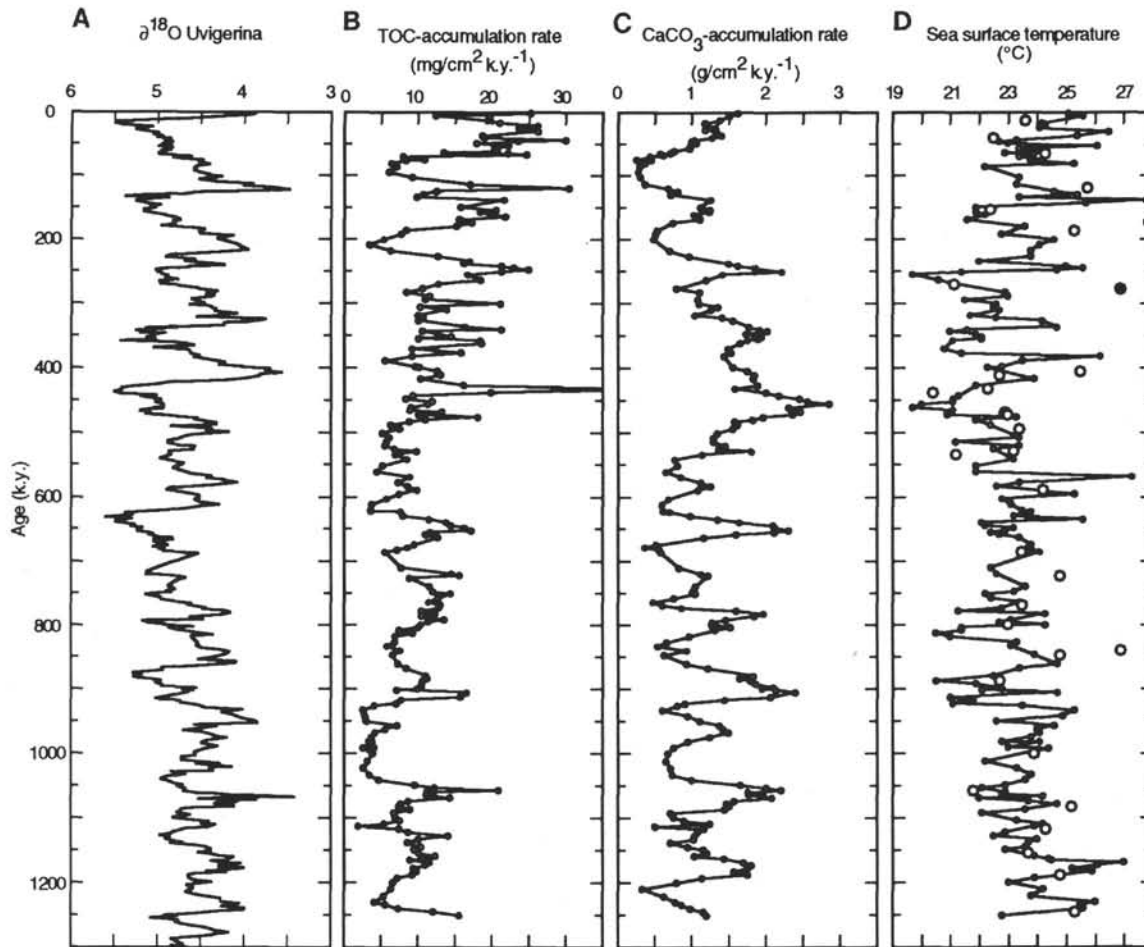 A
∂18O Uvigerina
6 5 4 3
B
TOC-accumulation rate
(mg/cm2 k.y.-1)
0 10 20 30
C
CaCO3-accumulation rate
(g/cm2 k.y.-1)
0 1 2 3
D
Sea surface temperature
(°C)
19 21 23 25 27
Age (k.y.)
0
200
400
600
800
1000
1200